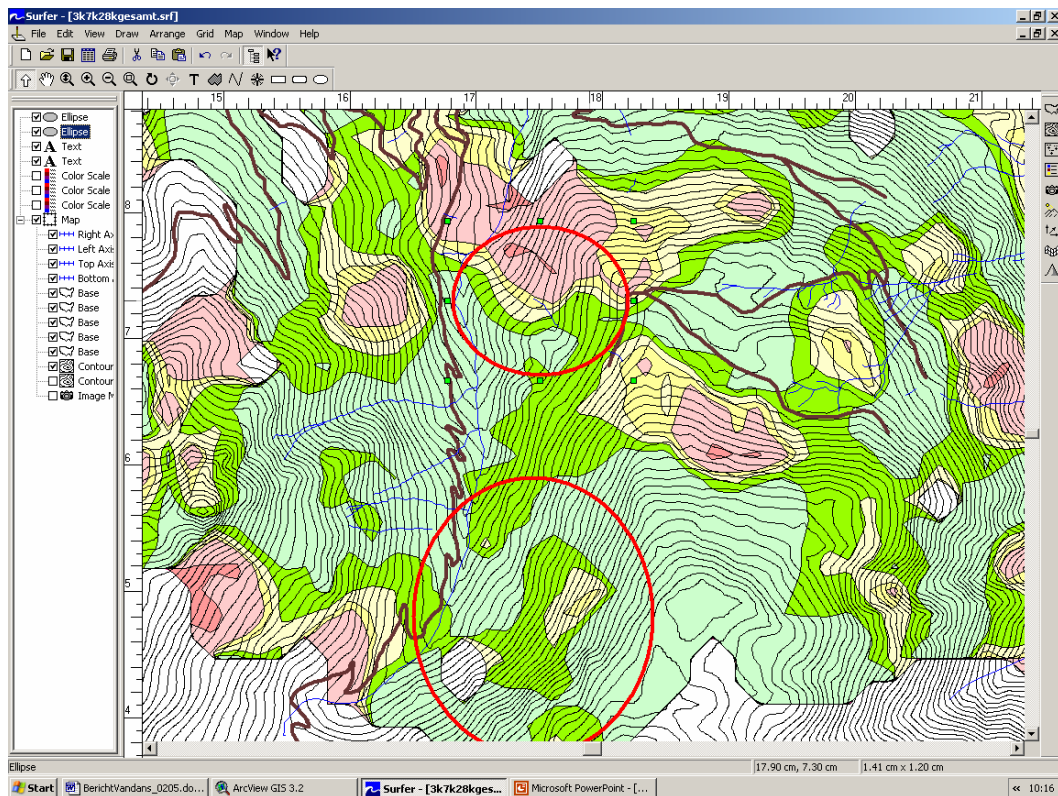 Surfer - [3k7k28kgesamt.srf]
File Edit View Draw Arrange Grid Map Window Help
15 16 17 18 19 20 21
Ellipse
Ellipse
A Text
A Text
Color Scale
Color Scale
Color Scale
Map
Right Ax
Left Axis
Top Axis
Bottom
Base
Base
Base
Base
Base
Contour
Contour
Image M
8
7
6
5
4
Ellipse 17.90 cm, 7.30 cm 1.41 cm x 1.20 cm
Start BerichtVandans_0205.do... ArcView GIS 3.2 Surfer - [3k7k28kges... Microsoft PowerPoint - [... « 10:16